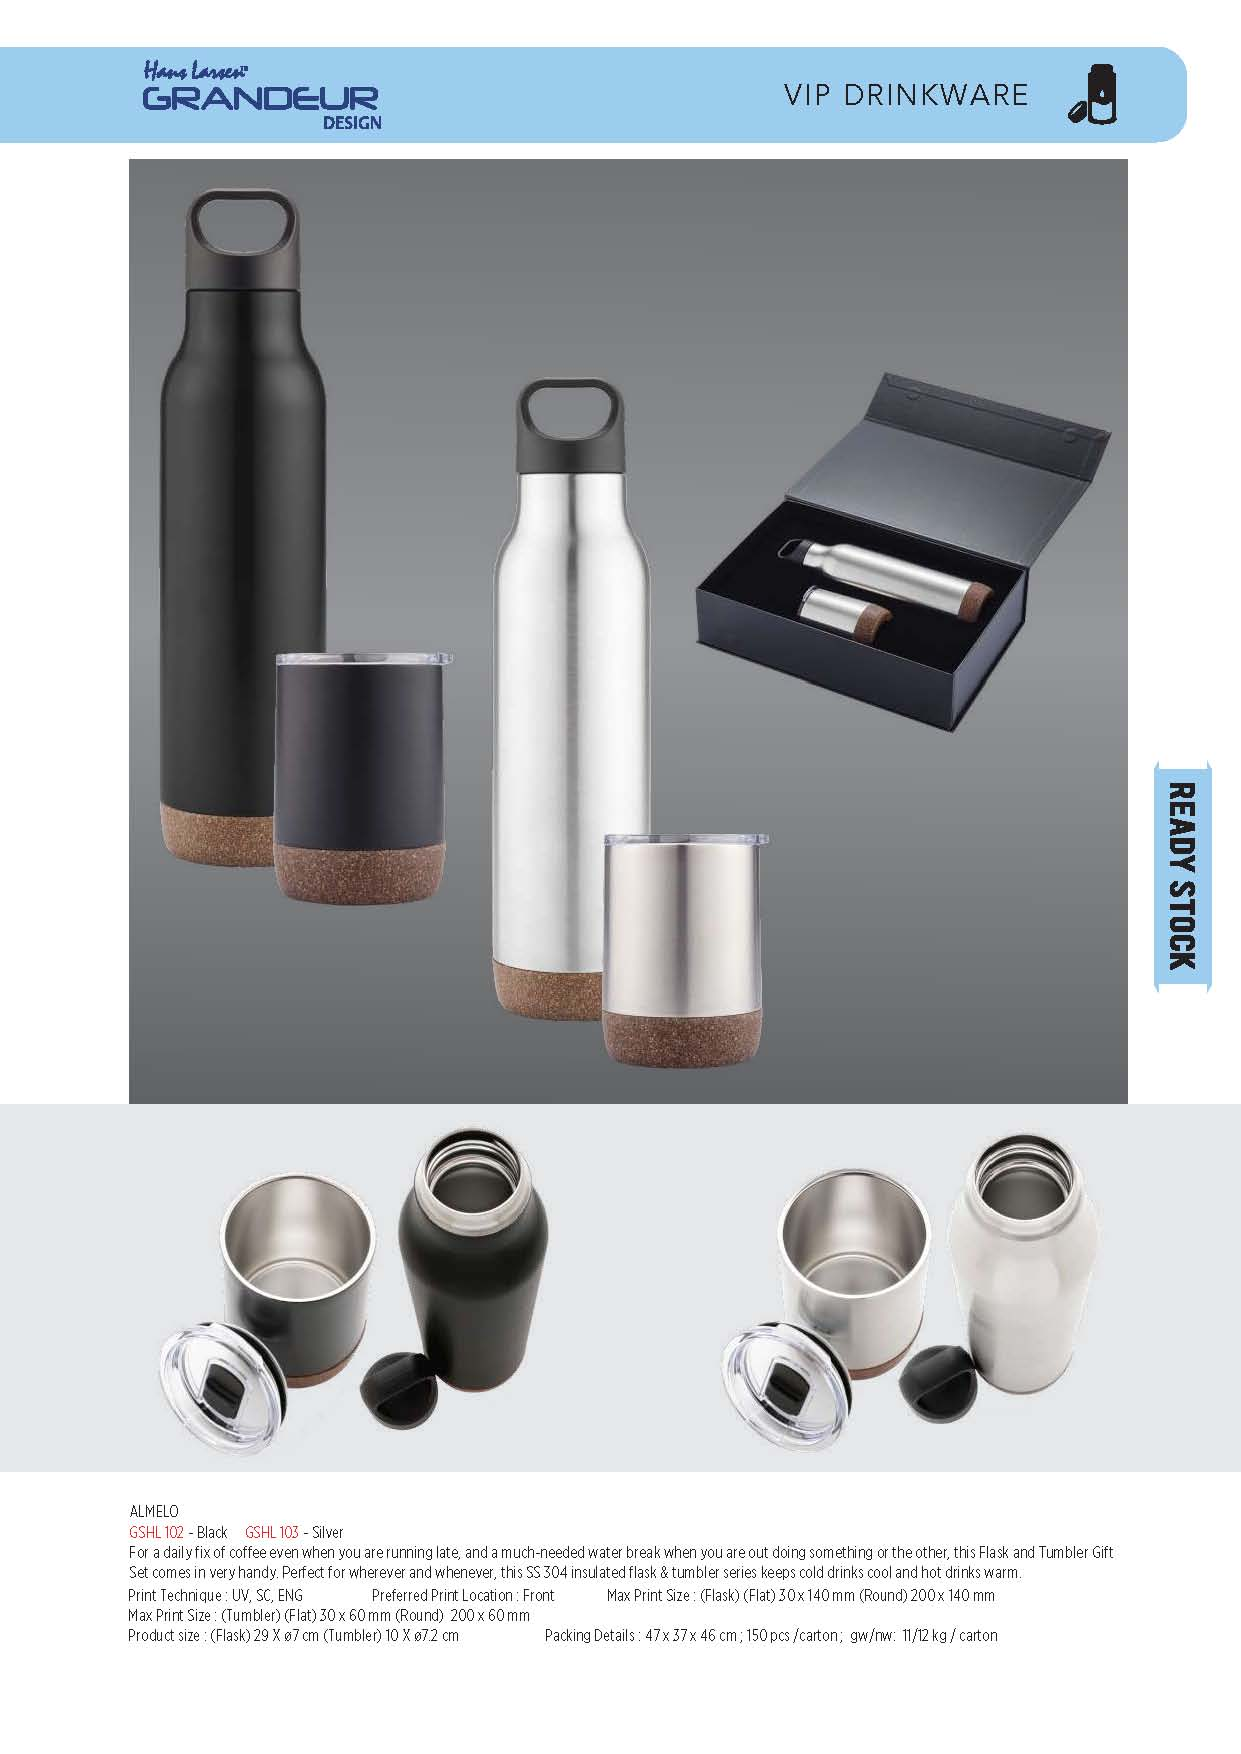 Hans Larsen™
GRANDEUR
DESIGN
VIP DRINKWARE
READY STOCK
ALMELO
GSHL 102 - Black GSHL 103 - Silver
For a daily fix of coffee even when you are running late, and a much-needed water break when you are out doing something or the other, this Flask and Tumbler Gift
Set comes in very handy. Perfect for wherever and whenever, this SS 304 insulated flask & tumbler series keeps cold drinks cool and hot drinks warm.
Print Technique : UV, SC, ENG Preferred Print Location : Front Max Print Size : (Flask) (Flat) 30 x 140 mm (Round) 200 x 140 mm
Max Print Size : (Tumbler) (Flat) 30 x 60 mm (Round) 200 x 60 mm
Product size : (Flask) 29 X ø7 cm (Tumbler) 10 X ø7.2 cm Packing Details : 47 x 37 x 46 cm ; 150 pcs /carton ; gw/nw: 11/12 kg / carton